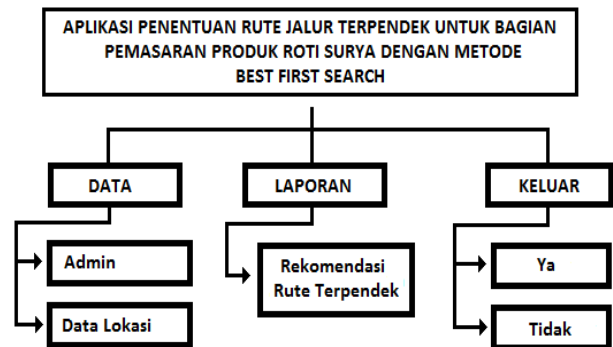 APLIKASI PENENTUAN RUTE JALUR TERPENDEK UNTUK BAGIAN
PEMASARAN PRODUK ROTI SURYA DENGAN METODE
BEST FIRST SEARCH
DATA
LAPORAN
KELUAR
Admin
Data Lokasi
Rekomendasi
Rute Terpendek
Ya
Tidak